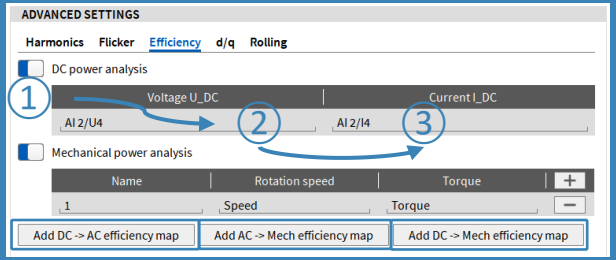 ADVANCED SETTINGS
Harmonics Flicker Efficiency d/q Rolling
DC power analysis
1
Voltage U_DC Current I_DC
AI 2/U4 2 AI 2/I4 3
Mechanical power analysis
Name Rotation speed Torque +
1 Speed Torque −
Add DC -> AC efficiency map Add AC -> Mech efficiency map Add DC -> Mech efficiency map